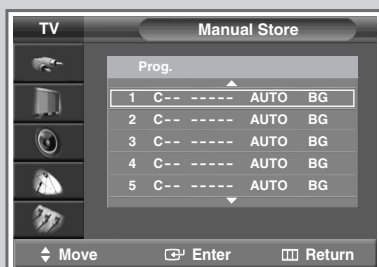 TV Manual Store
Prog.
1 C-- ----- AUTO BG
2 C-- ----- AUTO BG
3 C-- ----- AUTO BG
4 C-- ----- AUTO BG
5 C-- ----- AUTO BG
Move Enter Return